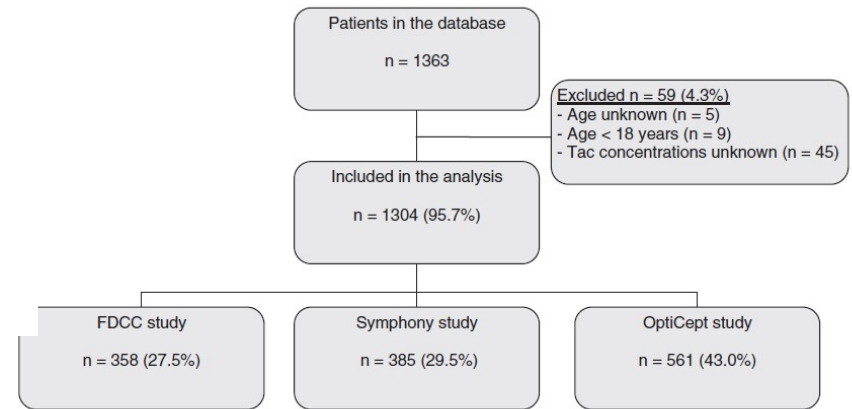 Patients in the database
n = 1363
Excluded n = 59 (4.3%)
- Age unknown (n = 5)
- Age < 18 years (n = 9)
- Tac concentrations unknown (n = 45)
Included in the analysis
n = 1304 (95.7%)
FDCC study
n = 358 (27.5%)
Symphony study
n = 385 (29.5%)
OptiCept study
n = 561 (43.0%)